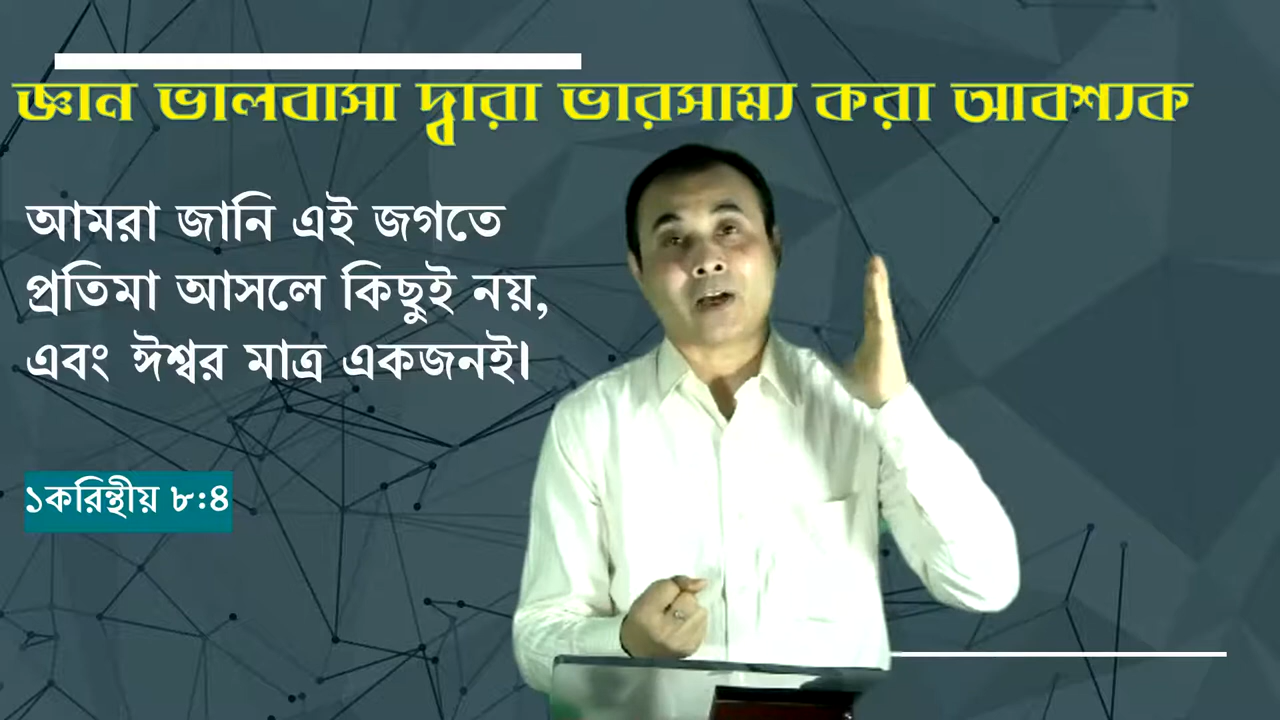 জ্ঞান ভালবাসা দ্বারা ভারসাম্য করা আবশ্যক
আমরা জানি এই জগতে
প্রতিমা আসলে কিছুই নয়,
এবং ঈশ্বর মাত্র একজনই।
১করিন্থীয় ৮:৪